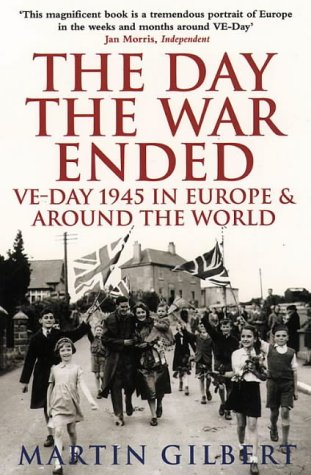 ‘This magnificent book is a tremendous portrait of Europe
in the weeks and months around VE-Day’
Jan Morris, Independent
THE DAY
THE WAR
ENDED
VE-DAY 1945 IN EUROPE &
AROUND THE WORLD
MARTIN GILBERT